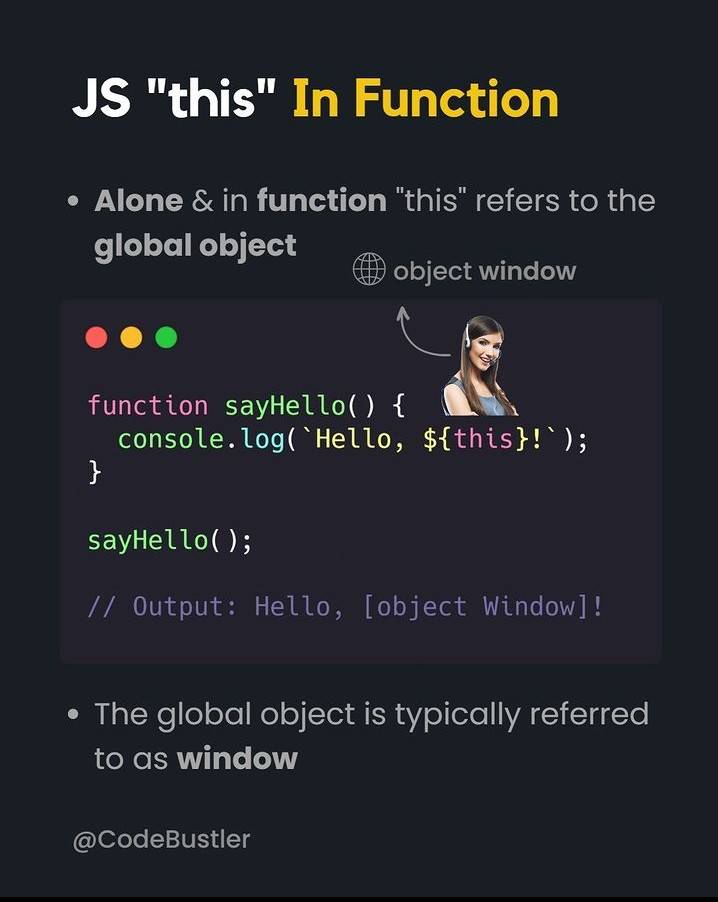 JS "this" In Function
• Alone & in function "this" refers to the
global object
object window
function sayHello() {
  console.log(`Hello, ${this}!`);
}
sayHello();
// Output: Hello, [object Window]!
• The global object is typically referred
to as window
@CodeBustler